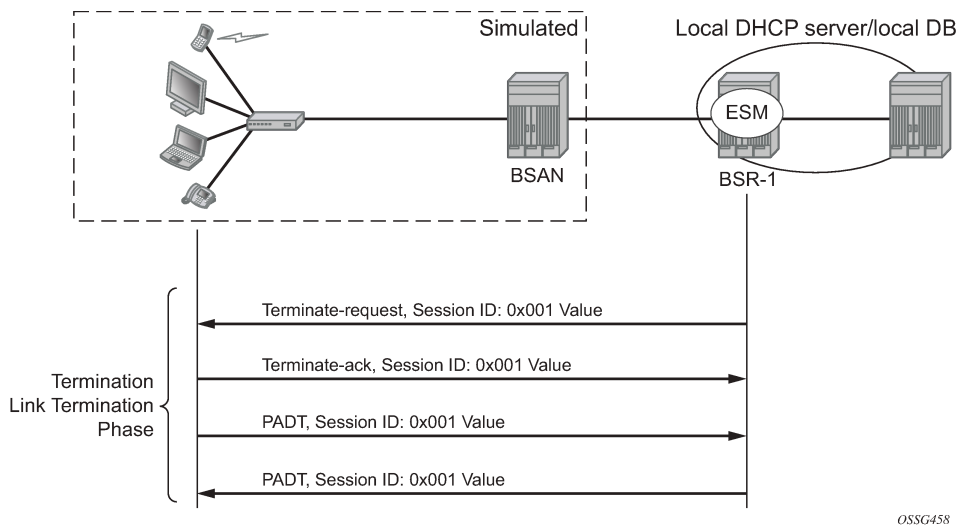 Simulated
Local DHCP server/local DB
ESM
BSAN
BSR-1
Terminate-request, Session ID: 0x001 Value
Terminate-ack, Session ID: 0x001 Value
Termination
Link Termination
Phase
PADT, Session ID: 0x001 Value
PADT, Session ID: 0x001 Value
OSSG458